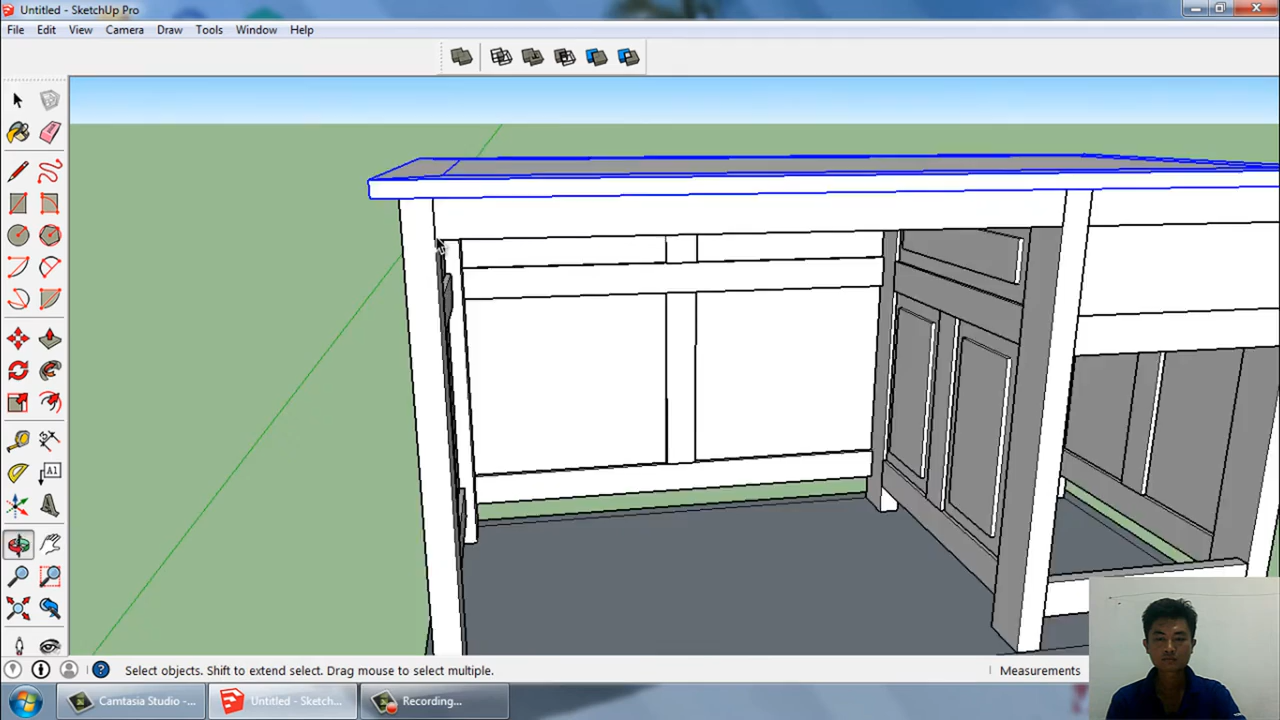 Untitled - SketchUp Pro
File Edit View Camera Draw Tools Window Help
A1
Select objects. Shift to extend select. Drag mouse to select multiple.
Measurements
Camtasia Studio -... Untitled - Sketch... Recording...